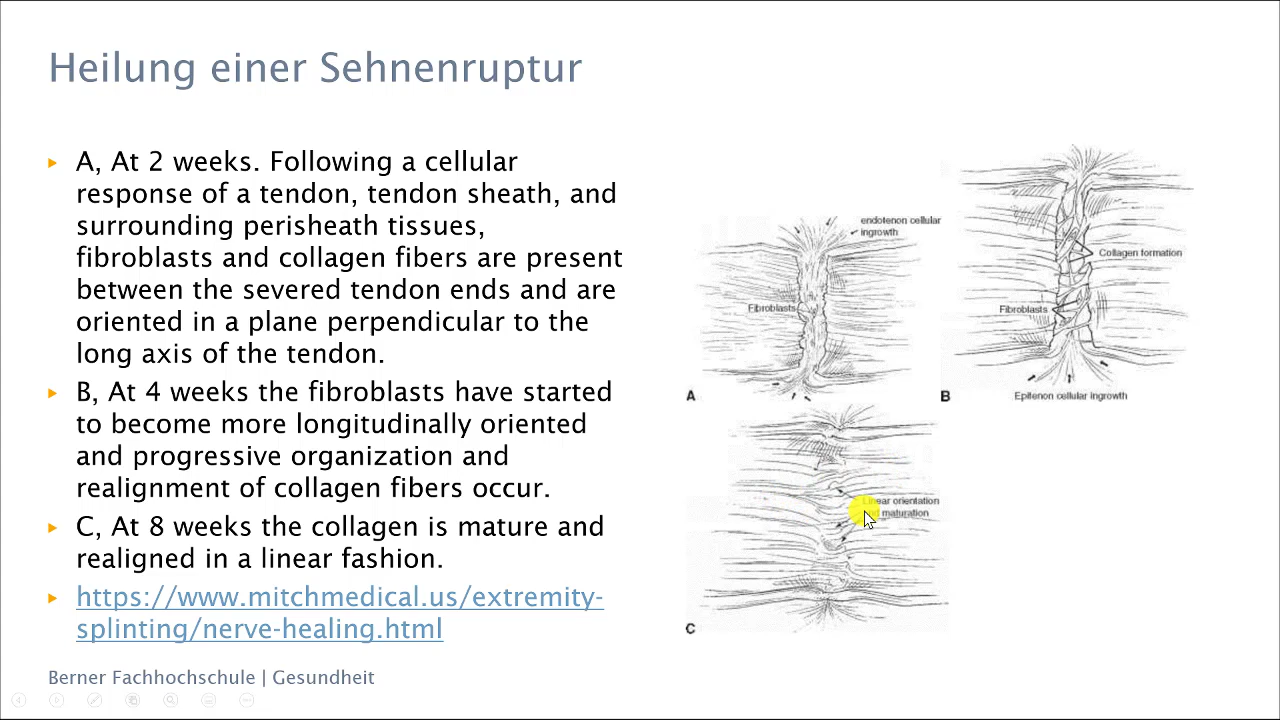 Heilung einer Sehnenruptur
A, At 2 weeks. Following a cellular
response of a tendon, tendon sheath, and
surrounding perisheath tissues,
fibroblasts and collagen fibers are present
between the severed tendon ends and are
oriented in a plane perpendicular to the
long axis of the tendon.
B, At 4 weeks the fibroblasts have started
to become more longitudinally oriented
and progressive organization and
realignment of collagen fibers occur.
C, At 8 weeks the collagen is mature and
realigned in a linear fashion.
https://www.mitchmedical.us/extremity-
splinting/nerve-healing.html
endotenon cellular
ingrowth
Fibroblasts
A
Collagen formation
Fibroblasts
B
Epitenon cellular ingrowth
Linear orientation
and maturation
C
Berner Fachhochschule | Gesundheit